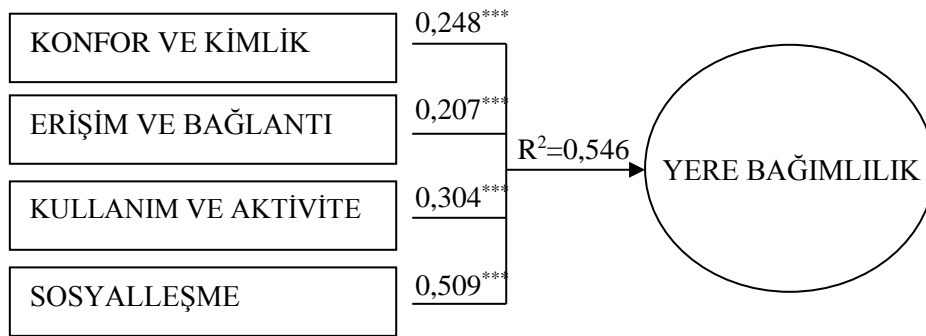 KONFOR VE KİMLİK
0,248***
ERİŞİM VE BAĞLANTI
0,207***
KULLANIM VE AKTİVİTE
0,304***
SOSYALLEŞME
0,509***
R²=0,546
YERE BAĞIMLILIK